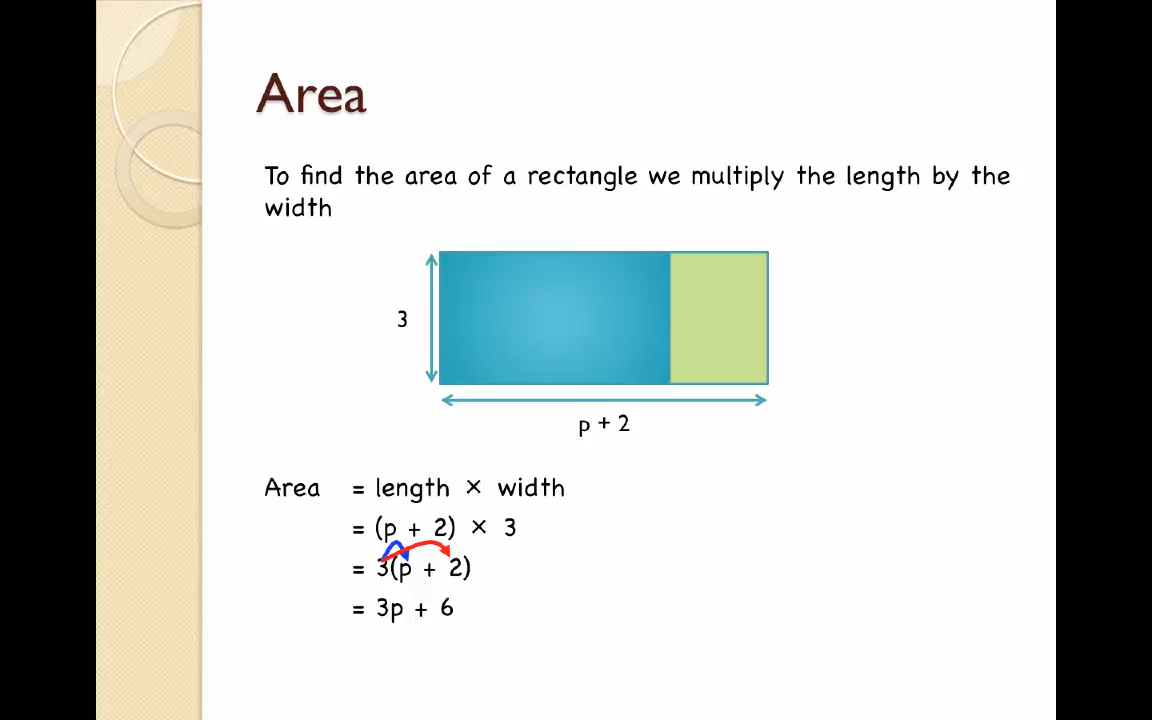 Area
To find the area of a rectangle we multiply the length by the
width
3
p + 2
Area = length × width
= (p + 2) × 3
= 3(p + 2)
= 3p + 6